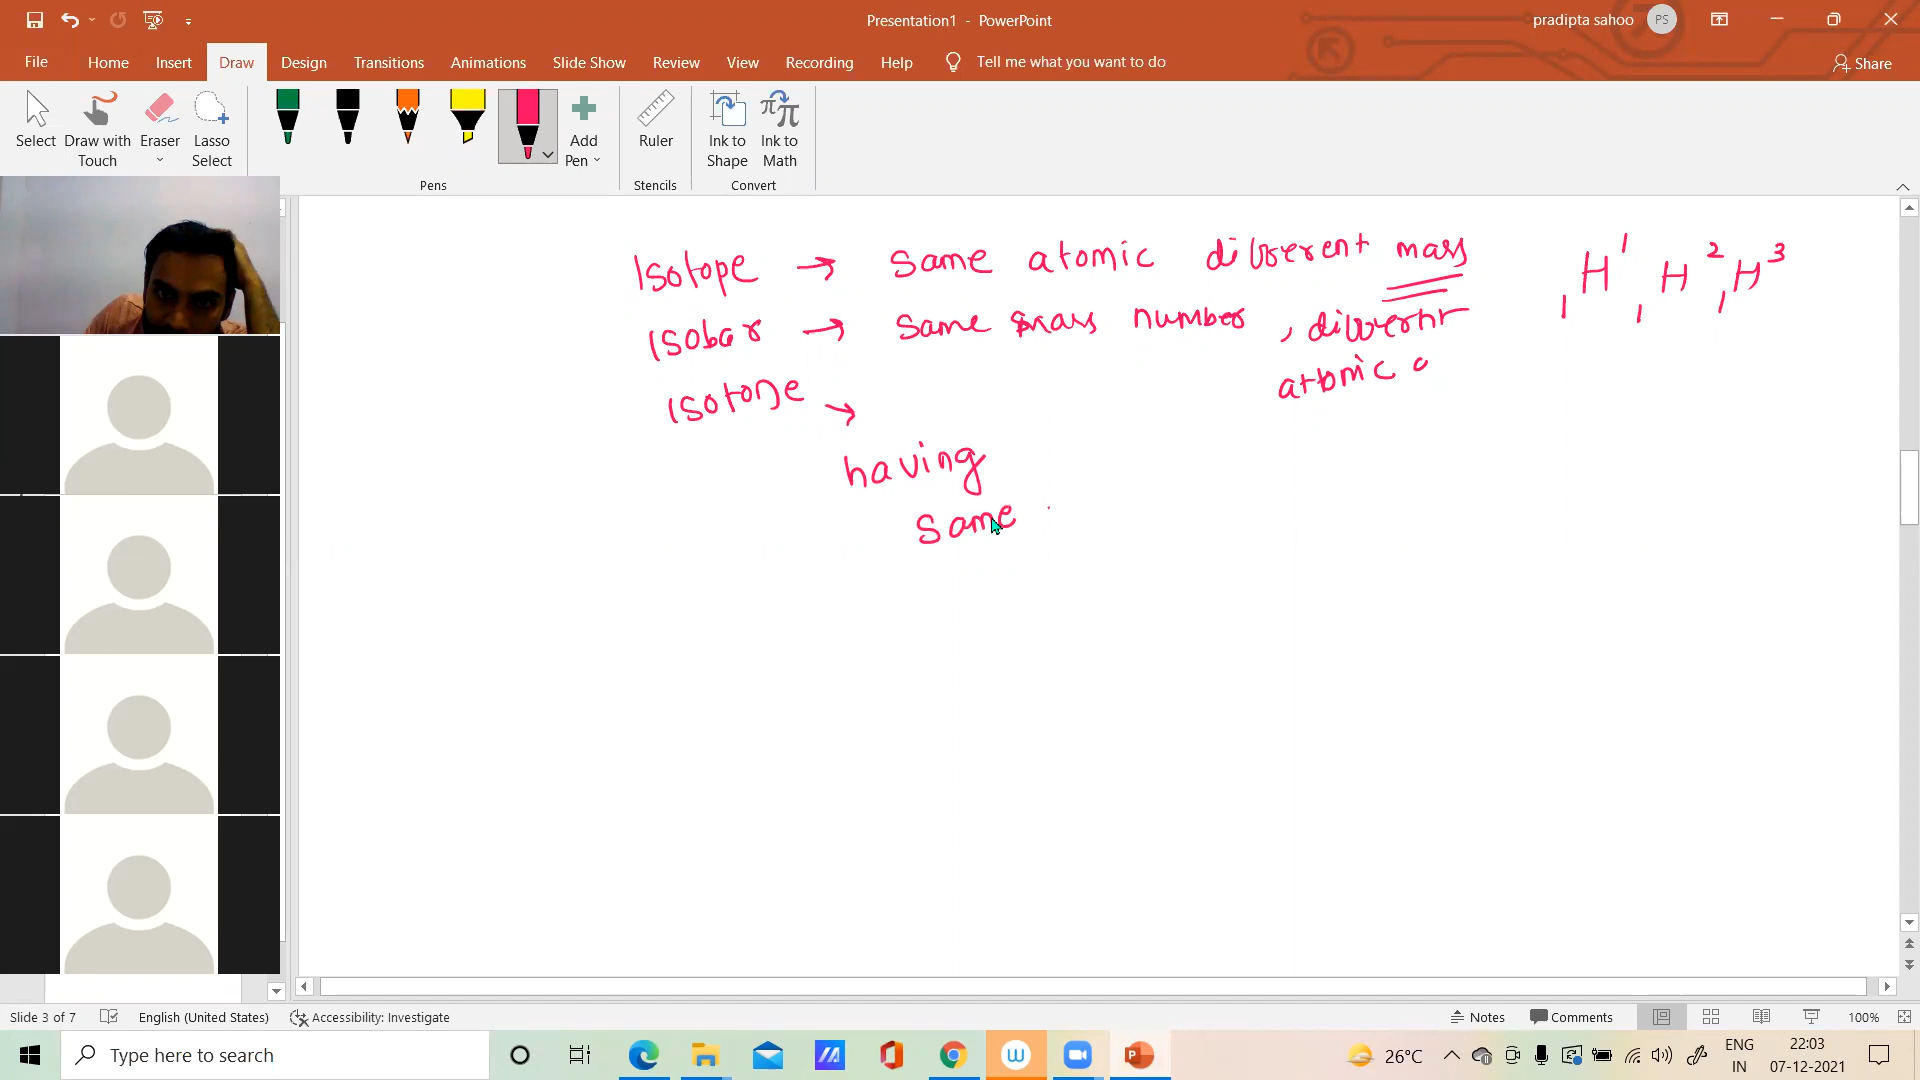 Presentation1 - PowerPoint
pradipta sahoo PS
File Home Insert Draw Design Transitions Animations Slide Show Review View Recording Help Tell me what you want to do Share
Select Draw with Touch Eraser Lasso Select
Add Pen
Ruler
Ink to Shape Ink to Math
Pens Stencils Convert
Isotope → Same atomic different mass
1H1 1H2 1H3
Isobar → Same mass number , different
atomic
Isotone →
having
Same
Slide 3 of 7 English (United States) Accessibility: Investigate Notes Comments 100%
Type here to search
26°C
ENG
IN
22:03
07-12-2021